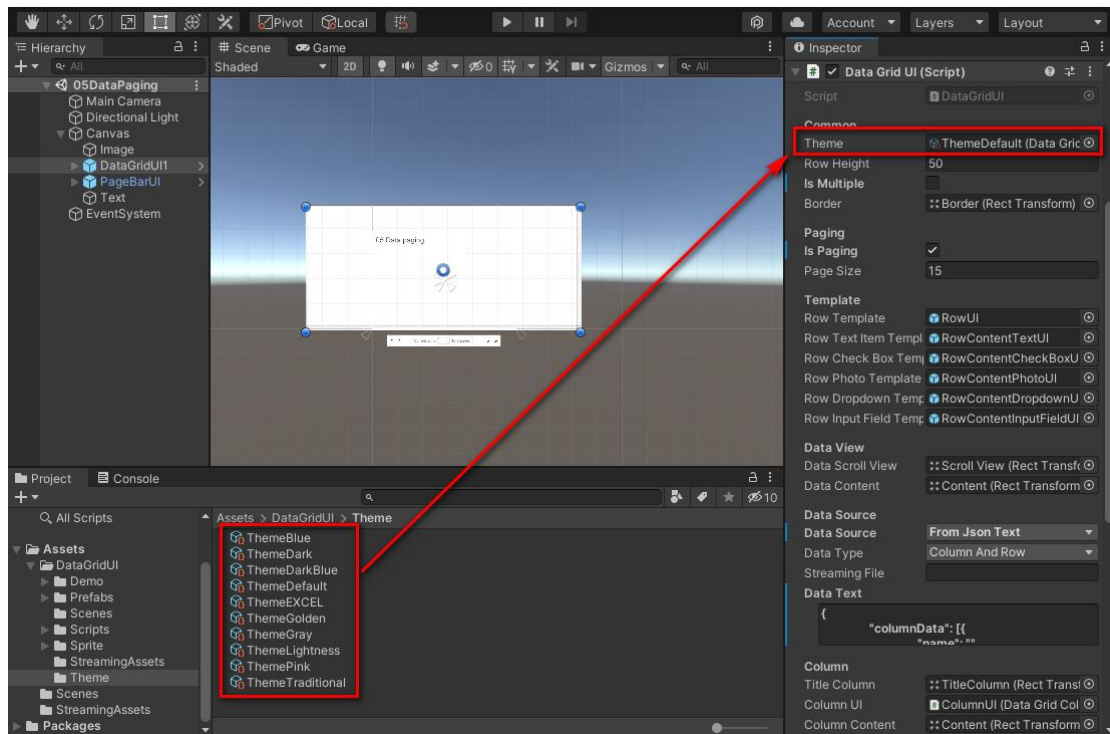 Pivot Local Account Layers Layout
Hierarchy
All
05DataPaging
Main Camera
Directional Light
Canvas
Image
DataGridUI1
PageBarUI
Text
EventSystem
Scene Game
Shaded 2D 0 Gizmos All
05 Data paging
Inspector
Data Grid UI (Script)
Script DataGridUI
Common
Theme ThemeDefault (Data Gric
Row Height 50
Is Multiple
Border Border (Rect Transform)
Paging
Is Paging
Page Size 15
Template
Row Template RowUI
Row Text Item Templ RowContentTextUI
Row Check Box Temp RowContentCheckBoxU
Row Photo Template RowContentPhotoUI
Row Dropdown Temp RowContentDropdownU
Row Input Field Temp RowContentInputFieldUI
Data View
Data Scroll View Scroll View (Rect Transfo
Data Content Content (Rect Transform
Data Source
Data Source From Json Text
Data Type Column And Row
Streaming File
Data Text
{
"columnData": [{
"name": ""
Column
Title Column TitleColumn (Rect Transf
Column UI ColumnUI (Data Grid Col
Column Content Content (Rect Transform
Project Console
10
All Scripts
Assets
DataGridUI
Demo
Prefabs
Scenes
Scripts
Sprite
StreamingAssets
Theme
Scenes
StreamingAssets
Packages
Assets > DataGridUI > Theme
ThemeBlue
ThemeDark
ThemeDarkBlue
ThemeDefault
ThemeEXCEL
ThemeGolden
ThemeGray
ThemeLightness
ThemePink
ThemeTraditional